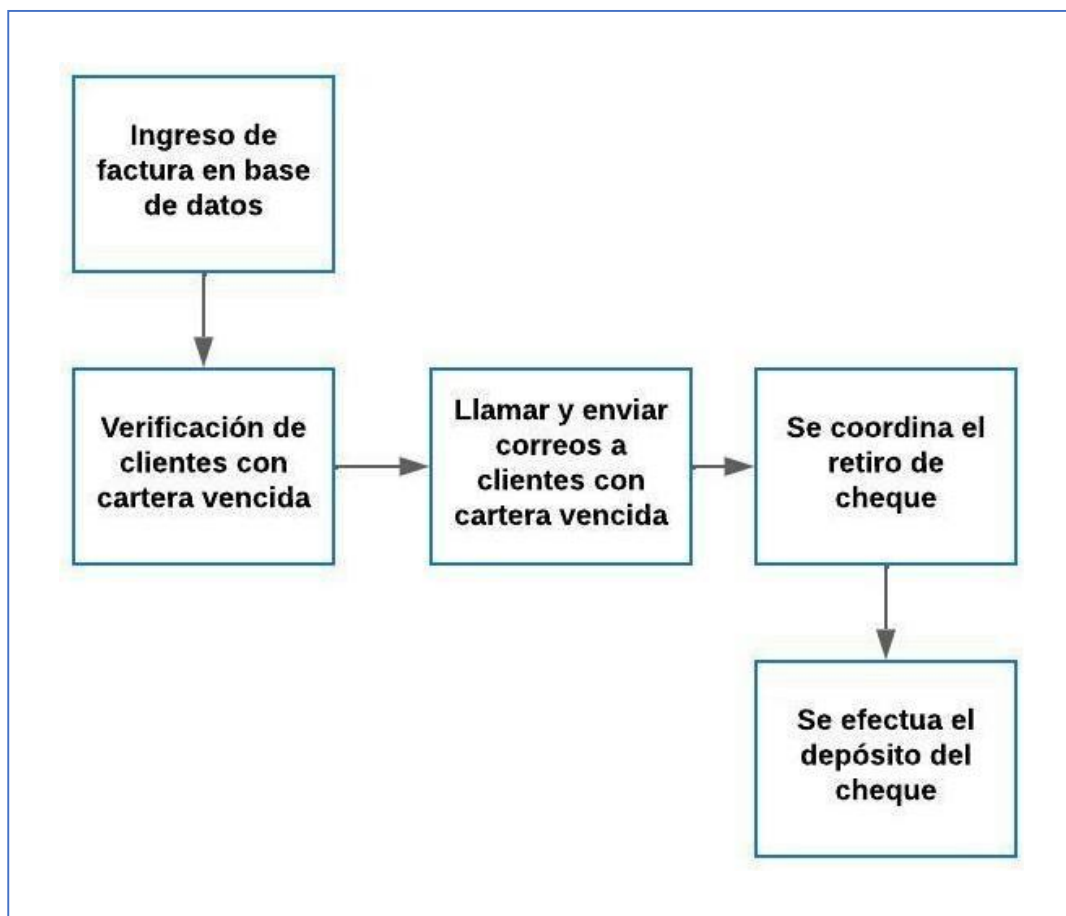 Ingreso de
factura en base
de datos
Verificación de
clientes con
cartera vencida
Llamar y enviar
correos a
clientes con
cartera vencida
Se coordina el
retiro de
cheque
Se efectua el
depósito del
cheque